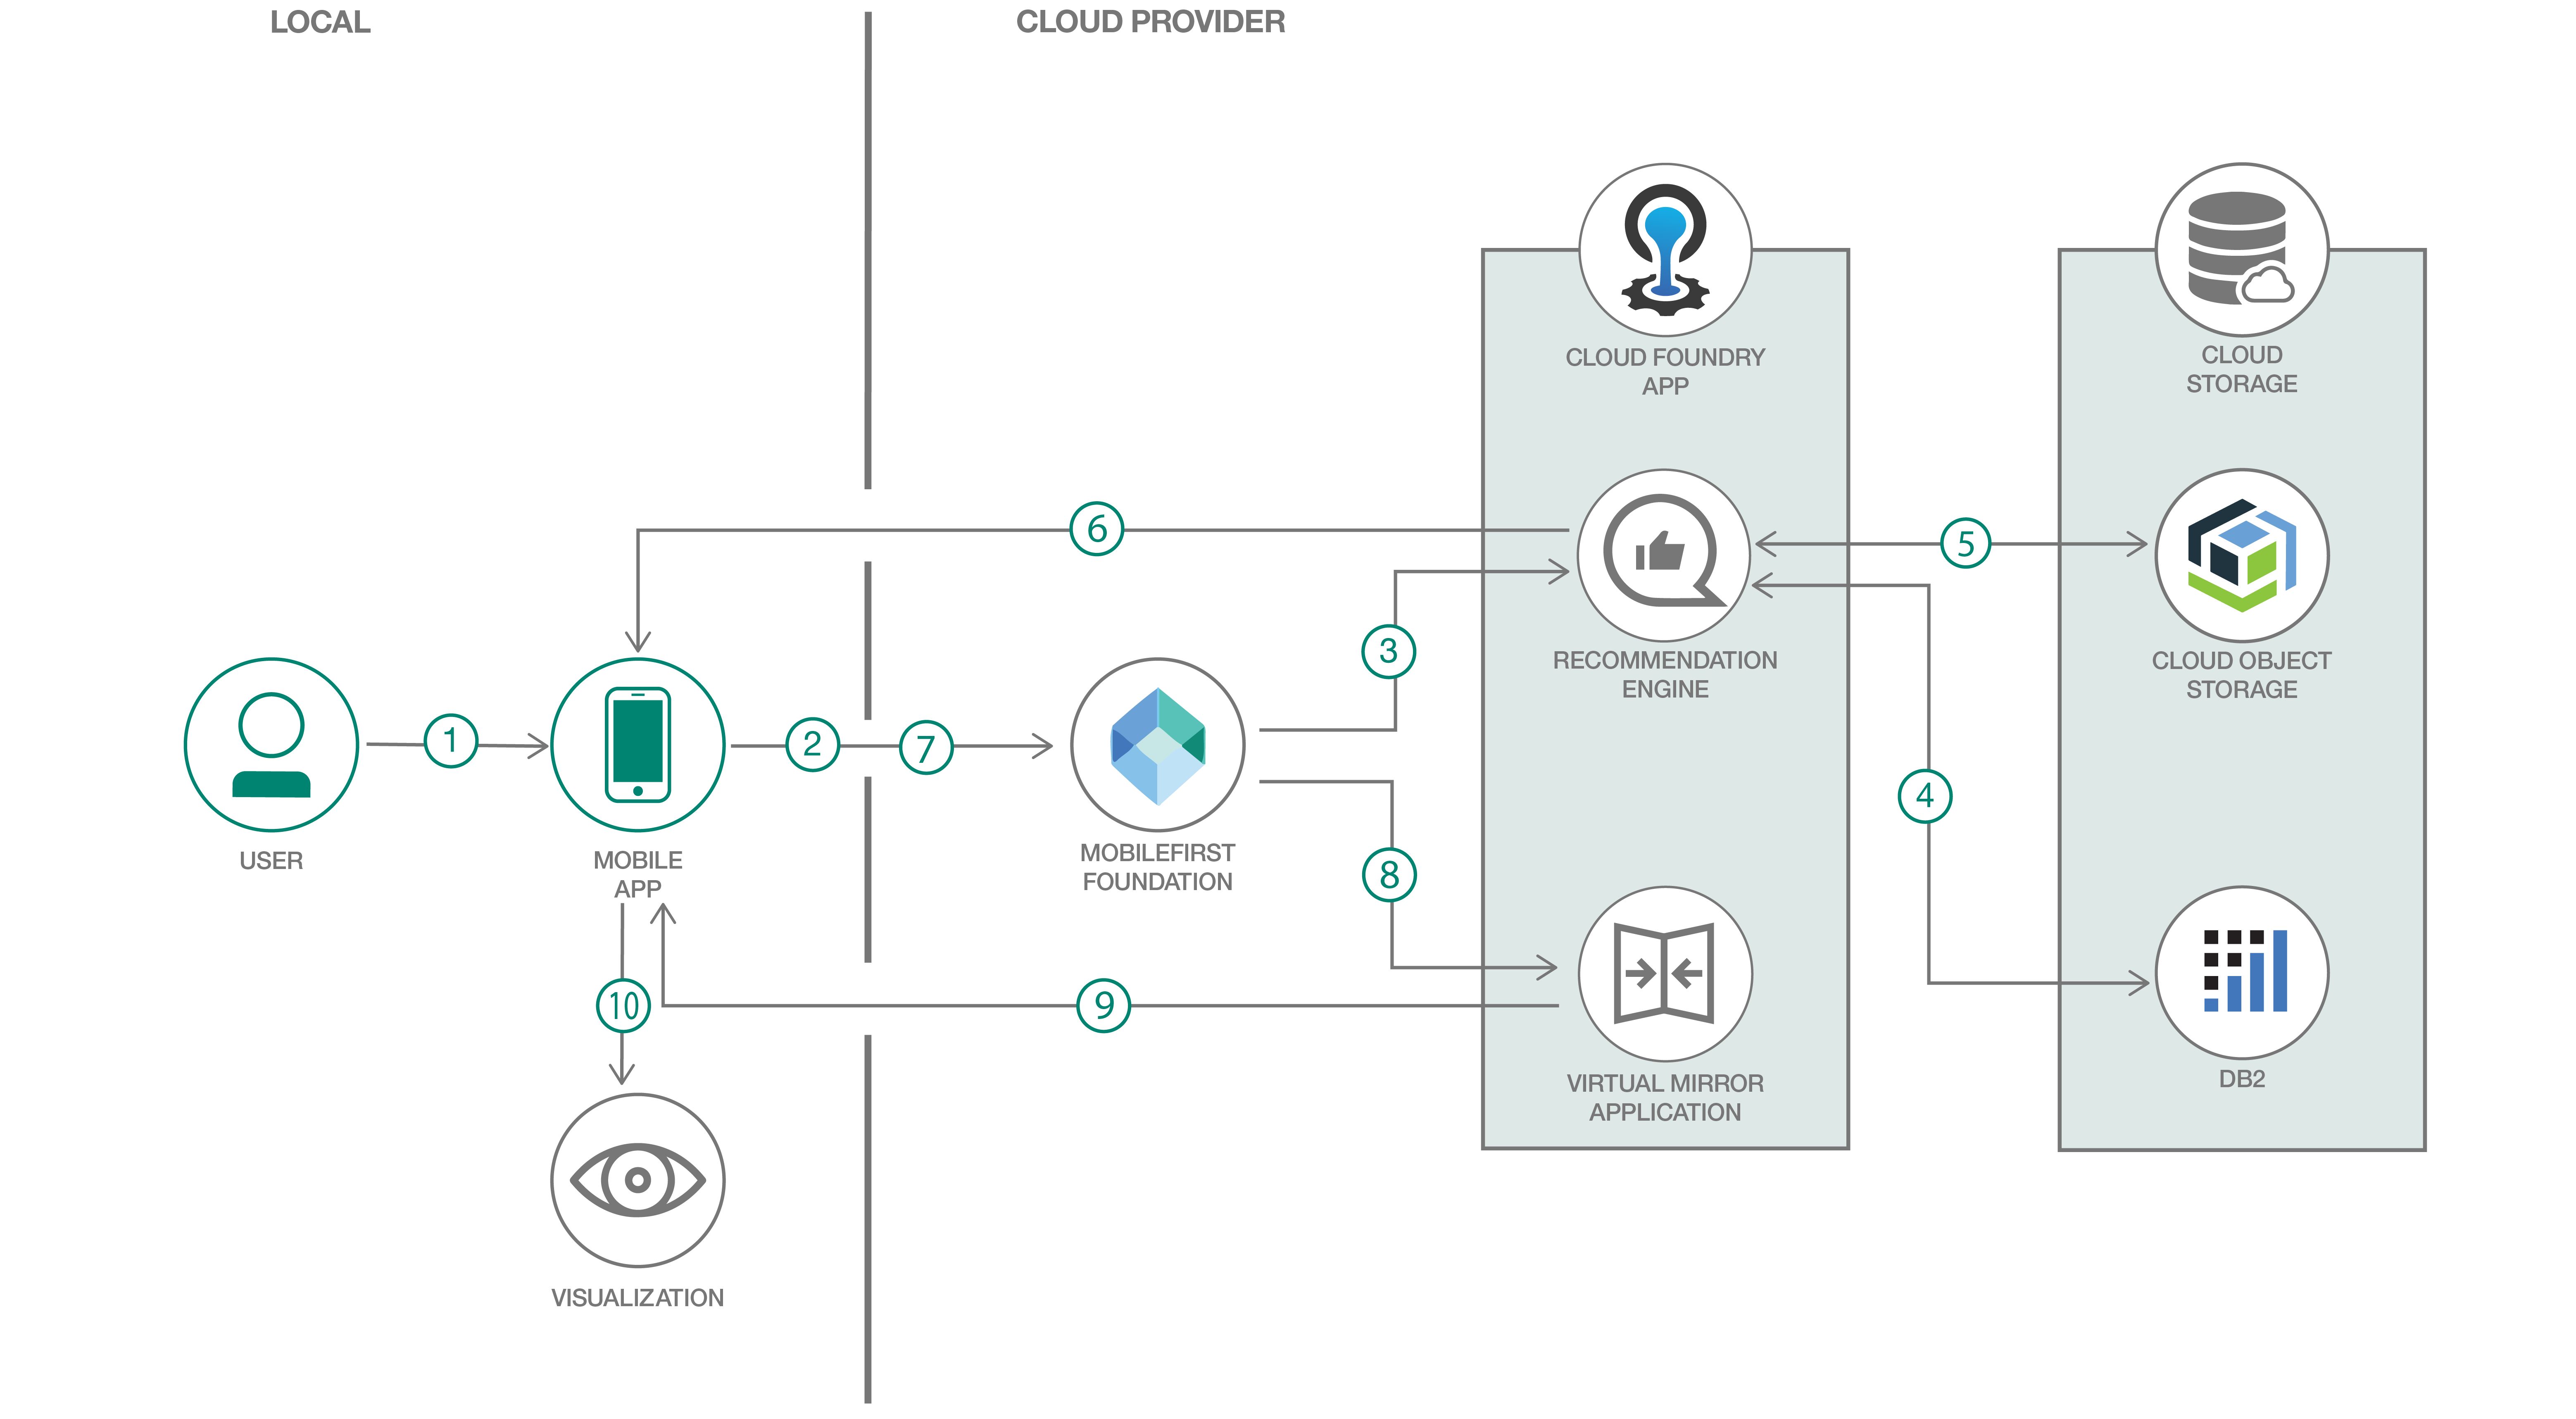 LOCAL
CLOUD PROVIDER
CLOUD FOUNDRY
APP
CLOUD
STORAGE
6
5
3
RECOMMENDATION
ENGINE
CLOUD OBJECT
STORAGE
1
2
7
4
USER
MOBILE
APP
MOBILEFIRST
FOUNDATION
8
10
9
VIRTUAL MIRROR
APPLICATION
DB2
VISUALIZATION